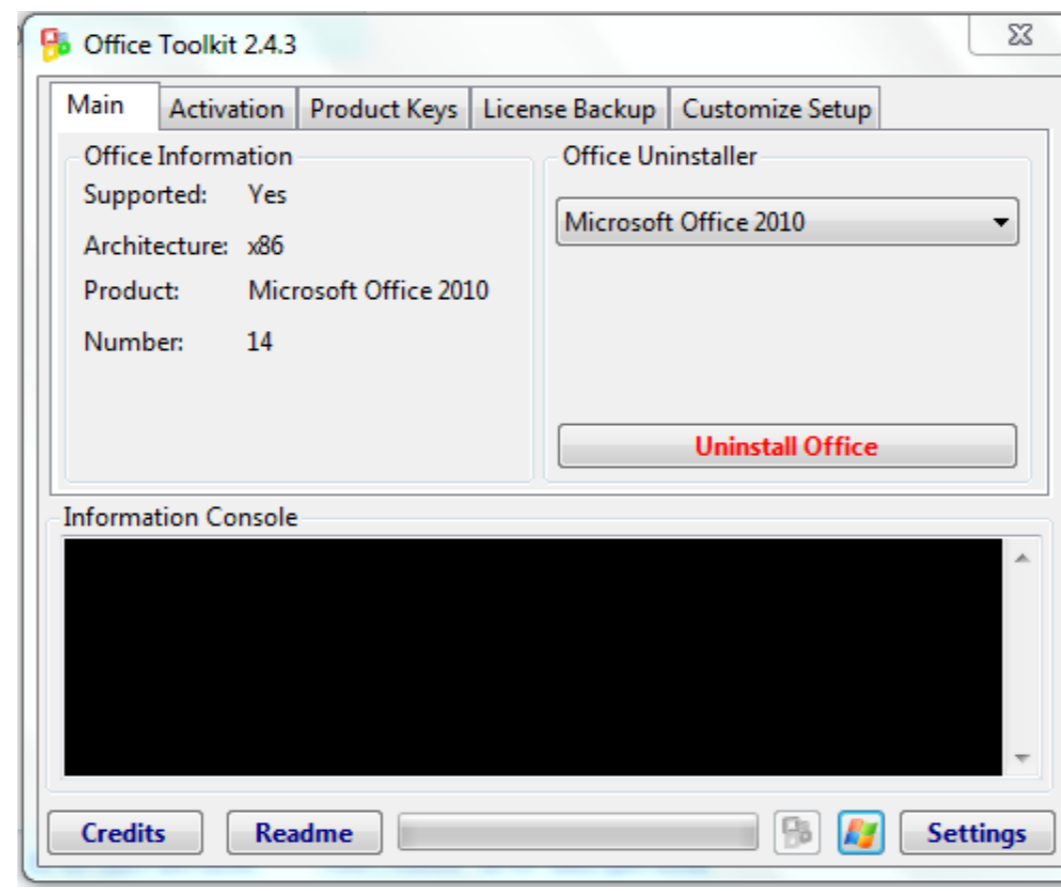 Office Toolkit 2.4.3
Main Activation Product Keys License Backup Customize Setup
Office Information
Supported: Yes
Architecture: x86
Product: Microsoft Office 2010
Number: 14
Office Uninstaller
Microsoft Office 2010
Uninstall Office
Information Console
Credits Readme Settings